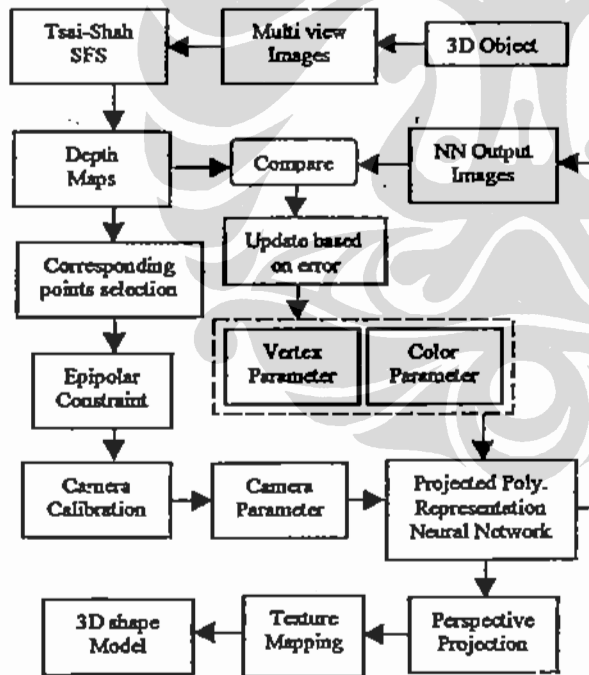 Tsai-Shah
SFS
Multi view
Images
3D Object
Depth
Maps
Compare
NN Output
Images
Update based
on error
Corresponding
points selection
Vertex
Parameter
Color
Parameter
Epipolar
Constraint
Camera
Calibration
Camera
Parameter
Projected Poly.
Representation
Neural Network
3D shape
Model
Texture
Mapping
Perspective
Projection